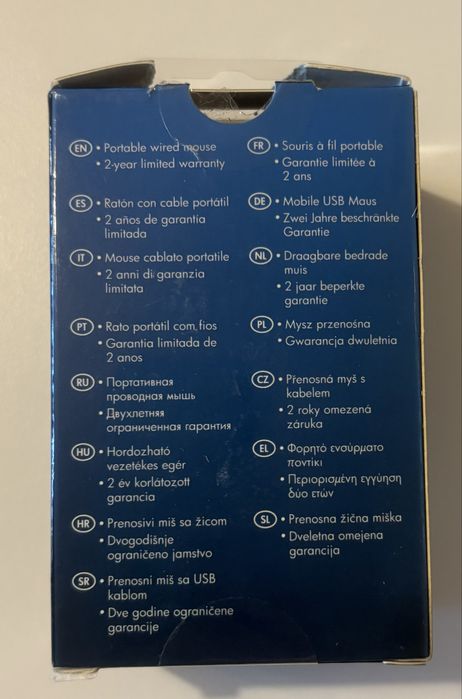 EN • Portable wired mouse
• 2-year limited warranty
ES • Ratón con cable portátil
• 2 años de garantía
limitada
IT • Mouse cablato portatile
• 2 anni di garanzia
limitata
PT • Rato portátil com fios
• Garantia limitada de
2 anos
RU • Портативная
проводная мышь
• Двухлетняя
ограниченная гарантия
HU • Hordozható
vezetékes egér
• 2 év korlátozott
garancia
HR • Prenosivi miš sa žicom
• Dvogodišnje
ograničeno jamstvo
SR • Prenosni miš sa USB
kablom
• Dve godine ograničene
garancije
FR • Souris à fil portable
• Garantie limitée à
2 ans
DE • Mobile USB Maus
• Zwei Jahre beschränkte
Garantie
NL • Draagbare bedrade
muis
• 2 jaar beperkte
garantie
PL • Mysz przenośna
• Gwarancja dwuletnia
CZ • Přenosná myš s
kabelem
• 2 roky omezená
záruka
EL • Φορητό ενσύρματο
ποντίκι
• Περιορισμένη εγγύηση
δύο ετών
SL • Prenosna žična miška
• Dveletna omejena
garancija